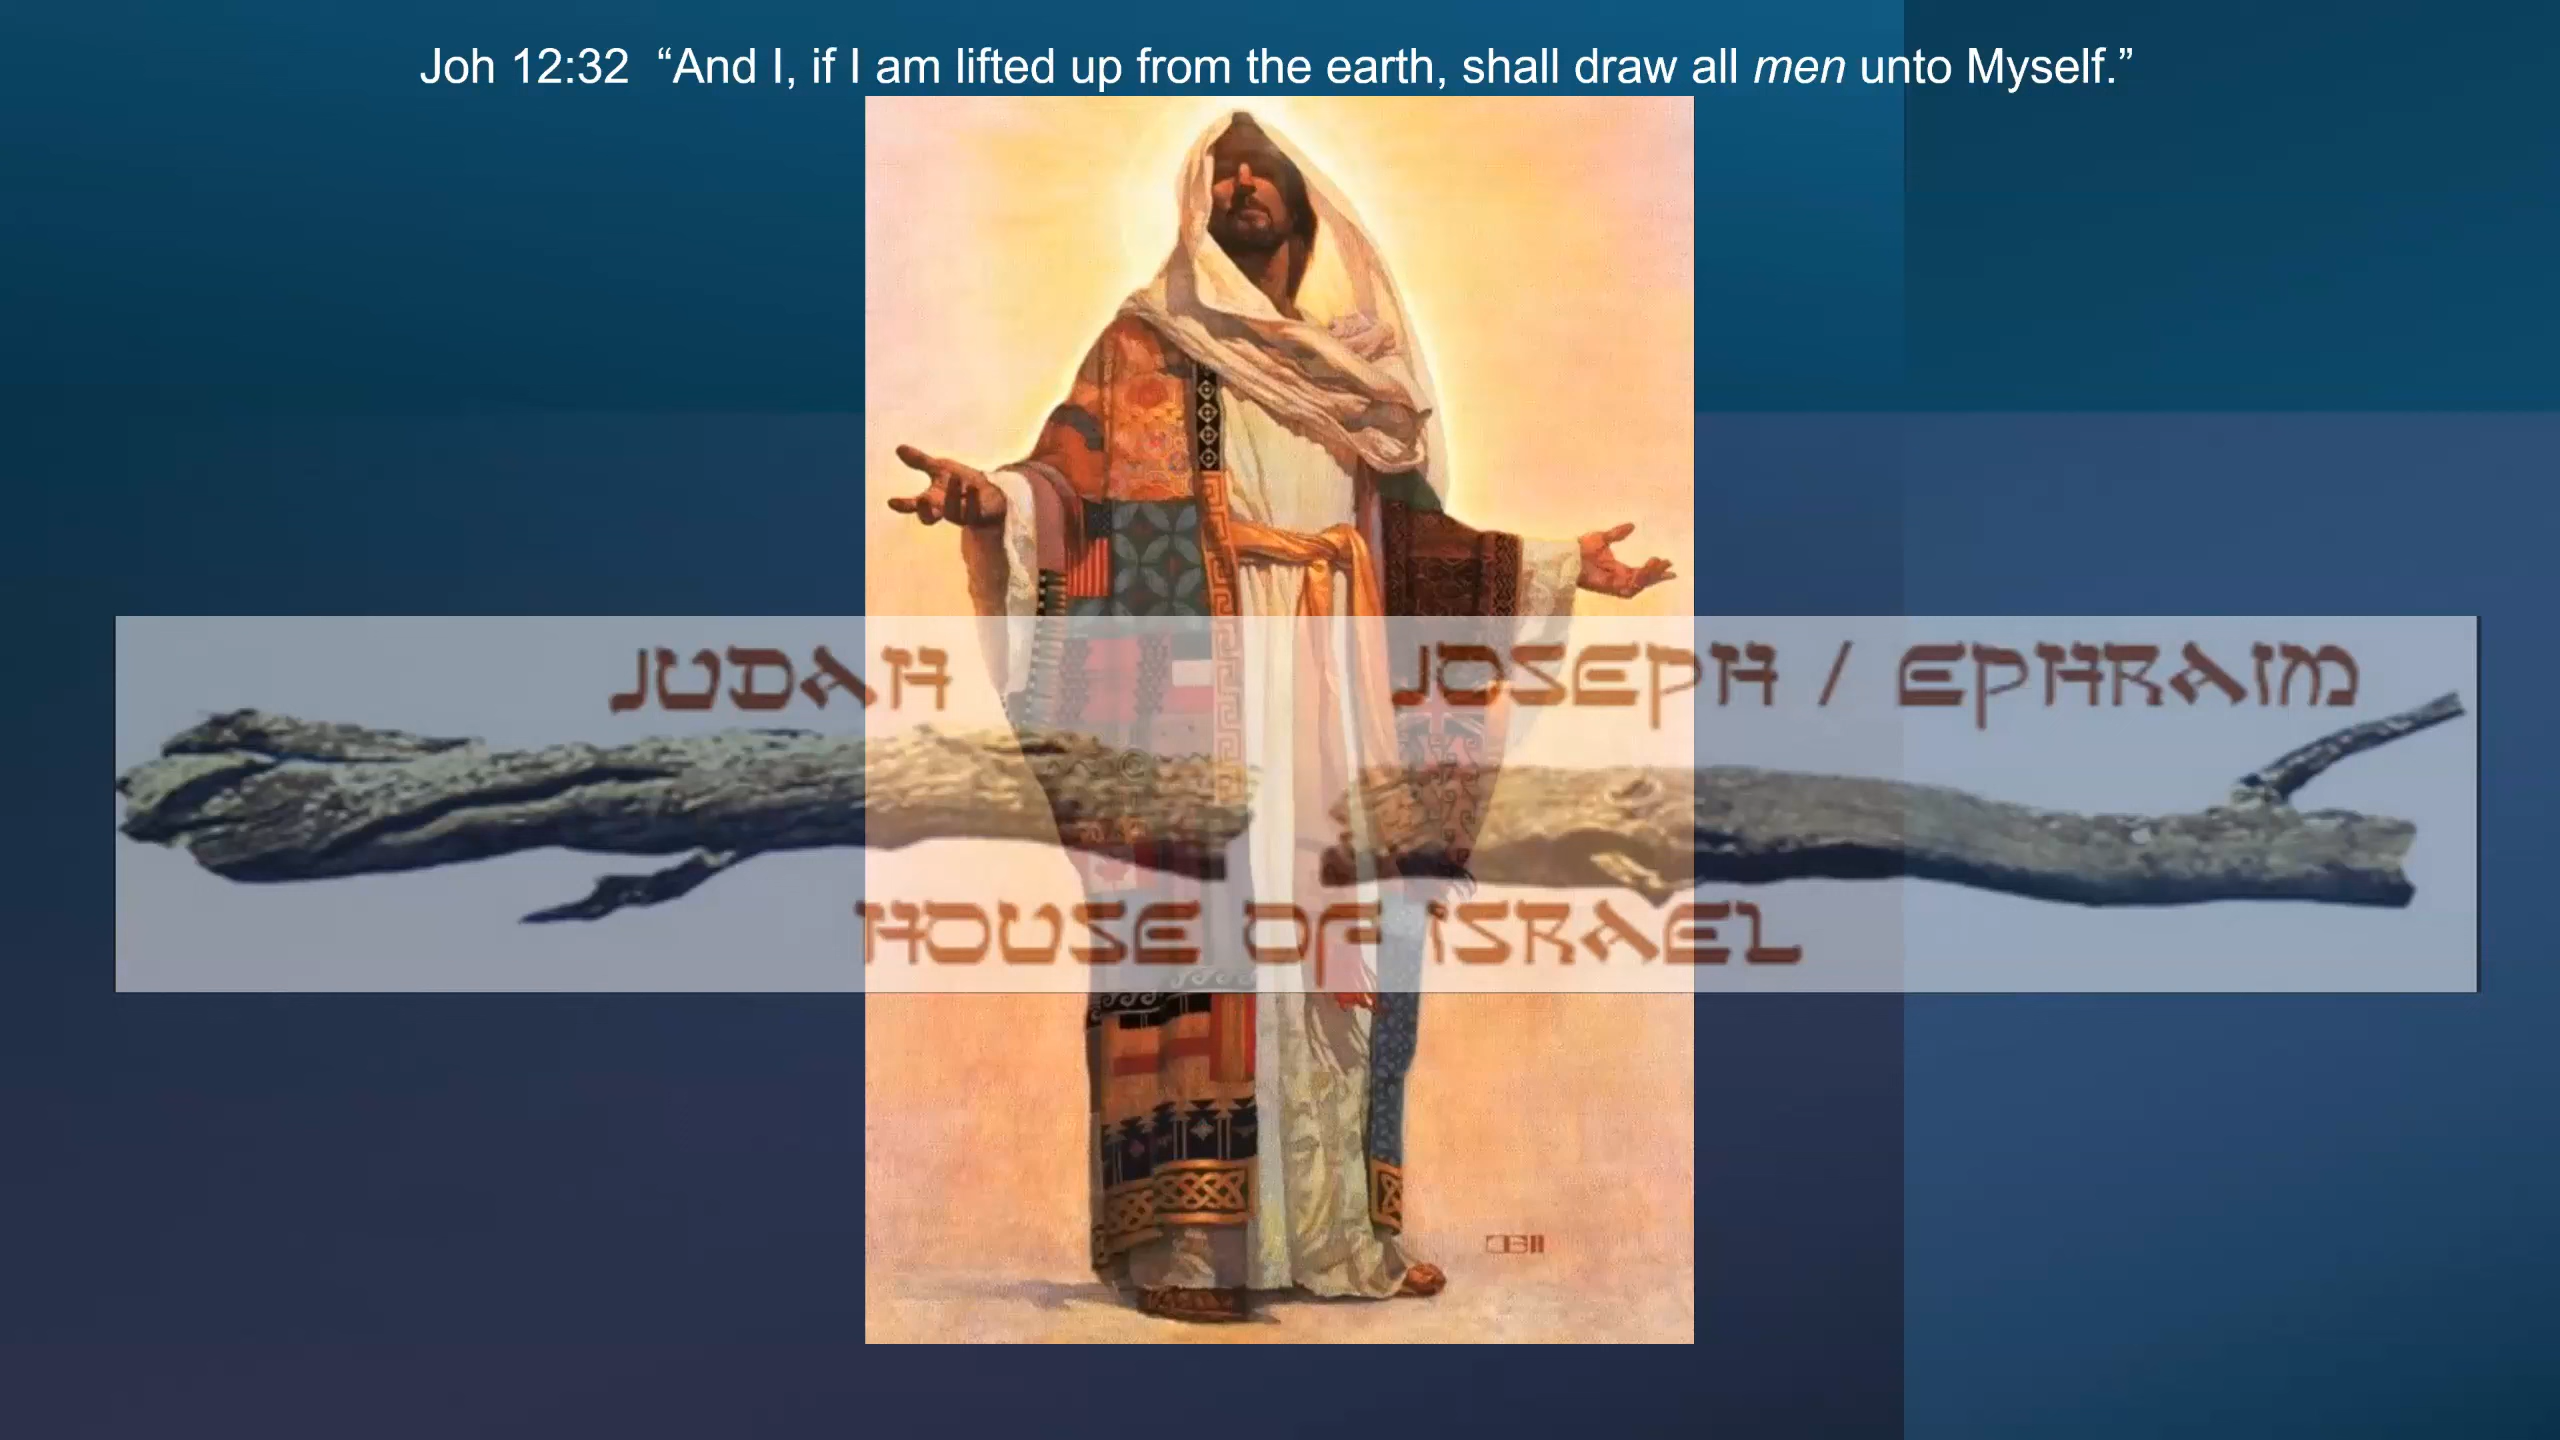 Joh 12:32 “And I, if I am lifted up from the earth, shall draw all men unto Myself.”
JUDAH
JOSEPH / EPHRAIM
HOUSE OF ISRAEL